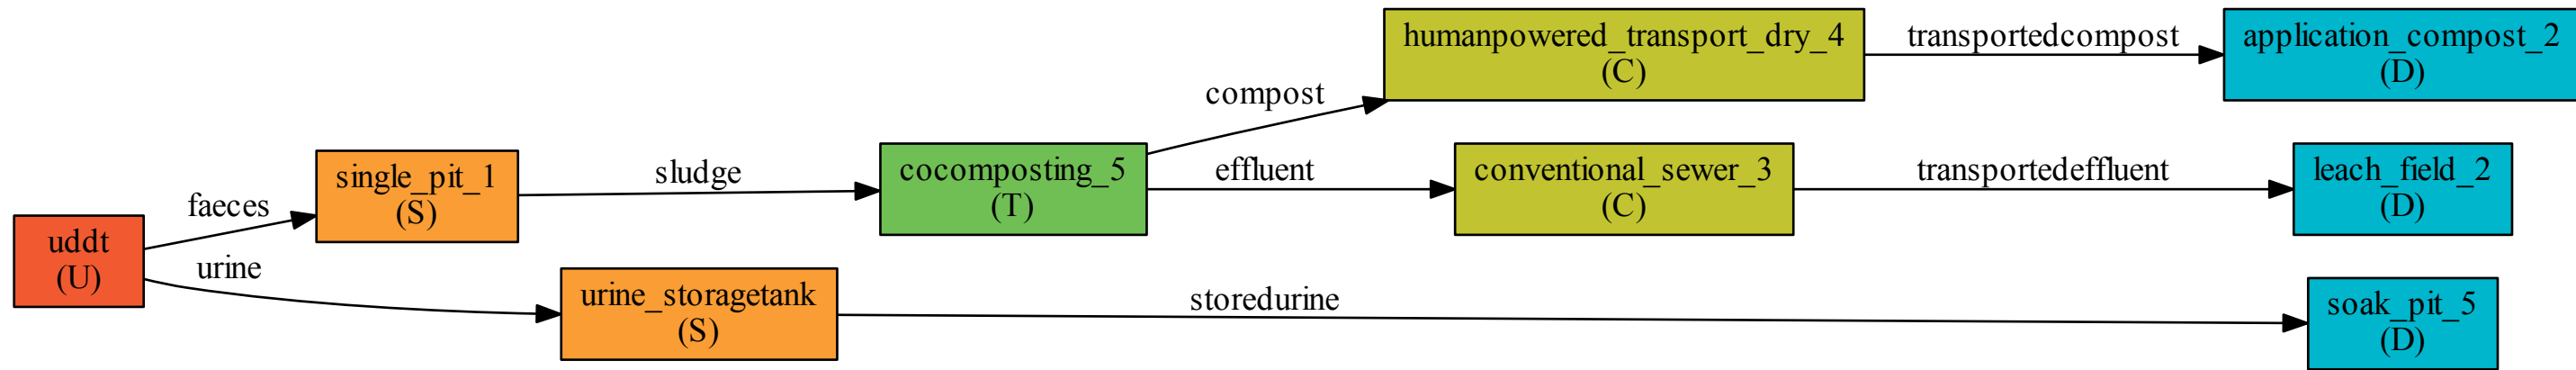 uddt
(U)
faeces
urine
single_pit_1
(S)
urine_storagetank
(S)
sludge
storedurine
cocomposting_5
(T)
compost
effluent
humanpowered_transport_dry_4
(C)
conventional_sewer_3
(C)
transportedcompost
transportedeffluent
application_compost_2
(D)
leach_field_2
(D)
soak_pit_5
(D)